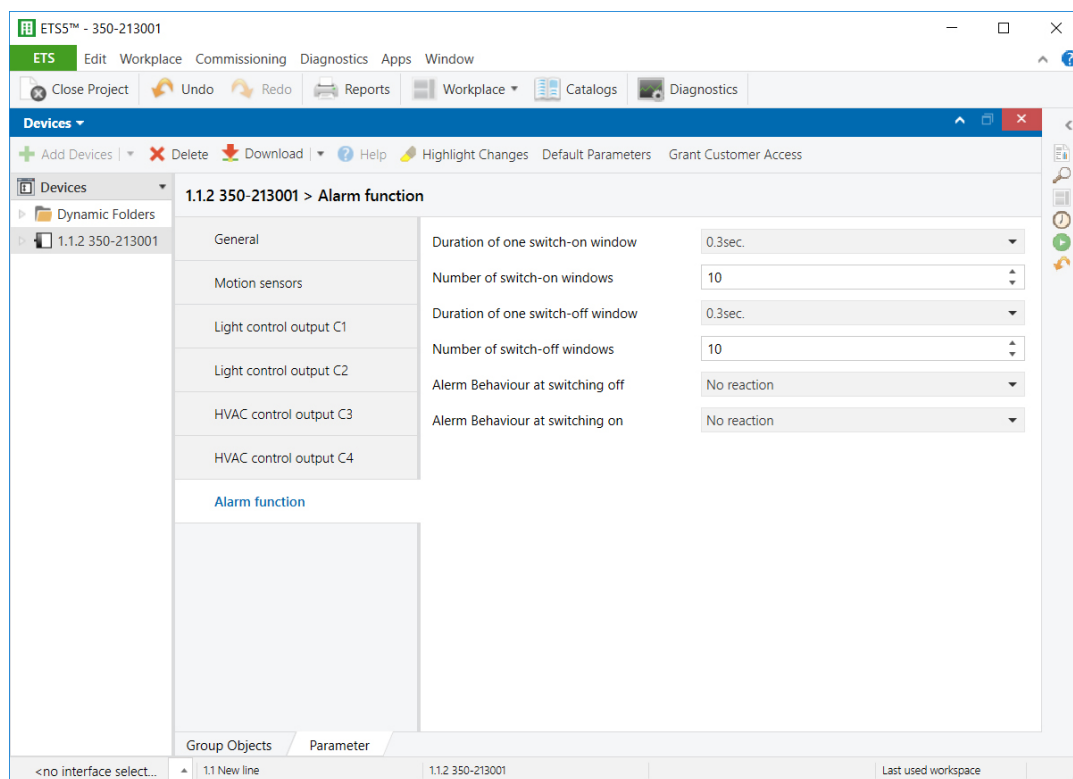 ETS5™ - 350-213001
ETS Edit Workplace Commissioning Diagnostics Apps Window
Close Project Undo Redo Reports Workplace Catalogs Diagnostics
Devices
Add Devices Delete Download Help Highlight Changes Default Parameters Grant Customer Access
Devices
Dynamic Folders
1.1.2 350-213001
1.1.2 350-213001 > Alarm function
General
Motion sensors
Light control output C1
Light control output C2
HVAC control output C3
HVAC control output C4
Alarm function
Duration of one switch-on window 0.3sec.
Number of switch-on windows 10
Duration of one switch-off window 0.3sec.
Number of switch-off windows 10
Alerm Behaviour at switching off No reaction
Alerm Behaviour at switching on No reaction
Group Objects Parameter
<no interface select... 1.1 New line 1.1.2 350-213001 Last used workspace